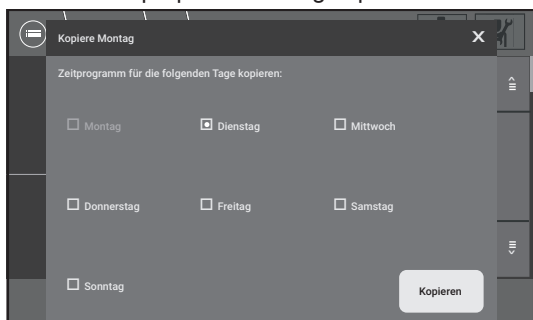 Kopiere Montag X
Zeitprogramm für die folgenden Tage kopieren:
Montag Dienstag Mittwoch
Donnerstag Freitag Samstag
Sonntag Kopieren